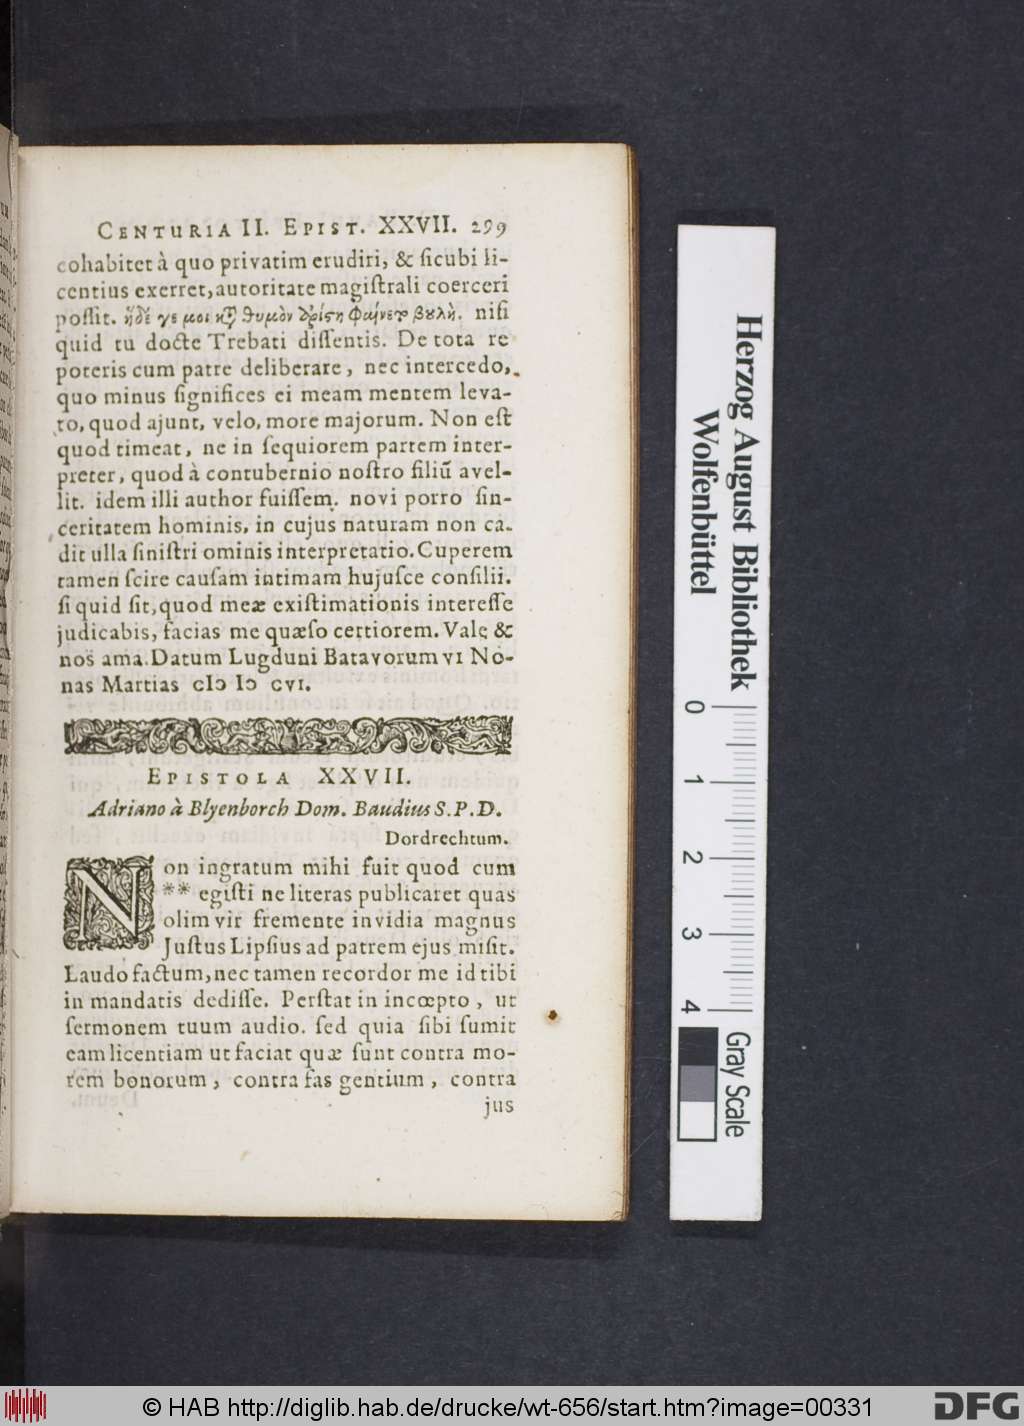 CENTURIA II. EPIST. XXVII. 299
cohabitet à quo privatim erudiri, & ſicubi li-
centius exerret, autoritate magiſtrali coerceri
poſſit. ἥδέ γε μοι κτ̃ θυμὸν ἀρίςη φαίνετο βȣλὴ. niſi
quid tu docte Trebati diſſentis. De tota re
poteris cum patre deliberare, nec intercedo,
quo minus ſignifices ei meam mentem leva-
to, quod ajunt, velo, more majorum. Non eſt
quod timeat, ne in ſequiorem partem inter-
preter, quod à contubernio noſtro filiũ avel-
lit. idem illi author fuiſſem. novi porro ſin-
ceritatem hominis, in cujus naturam non ca-
dit ulla ſiniſtri ominis interpretatio. Cuperem
tamen ſcire cauſam intimam hujuſce conſilii.
ſi quid ſit, quod meæ exiſtimationis intereſſe
judicabis, facias me quæſo certiorem. Vale &
nos ama. Datum Lugduni Batavorum VI No-
nas Martias CIↃ IↃ CVI.
EPISTOLA XXVII.
Adriano à Blyenborch Dom. Baudius S.P.D.
Dordrechtum.
Non ingratum mihi fuit quod cum
** egiſti ne literas publicaret quas
olim vir fremente invidia magnus
Juſtus Lipſius ad patrem ejus miſit.
Laudo factum, nec tamen recordor me id tibi
in mandatis dediſſe. Perſtat in incœpto, ut
ſermonem tuum audio. ſed quia ſibi ſumit
eam licentiam ut faciat quæ ſunt contra mo-
rem bonorum, contra fas gentium, contra
jus
Herzog August Bibliothek
Wolfenbüttel
0 1 2 3 4
Gray Scale
© HAB http://diglib.hab.de/drucke/wt-656/start.htm?image=00331
DFG